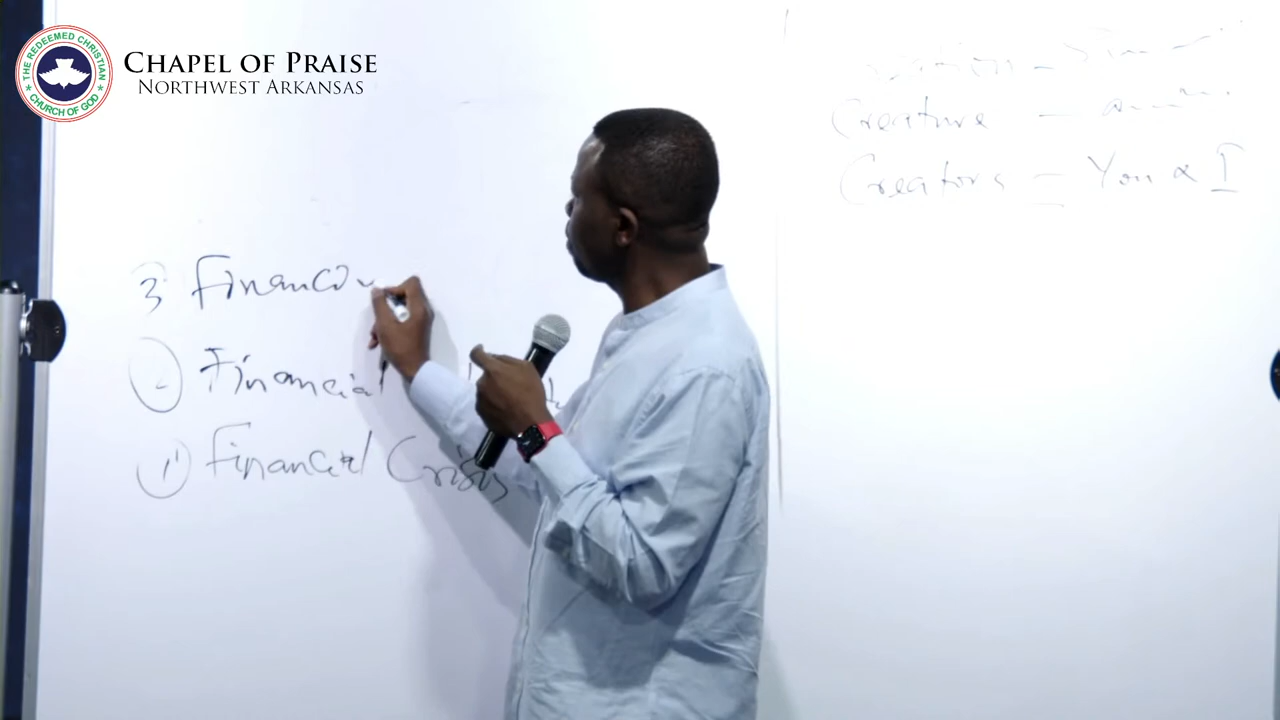 THE REDEEMED CHRISTIAN CHURCH OF GOD
CHAPEL OF PRAISE
NORTHWEST ARKANSAS
3 Financia
2 Financial
1 Financial Crisis
Creature —
Creators — You & I